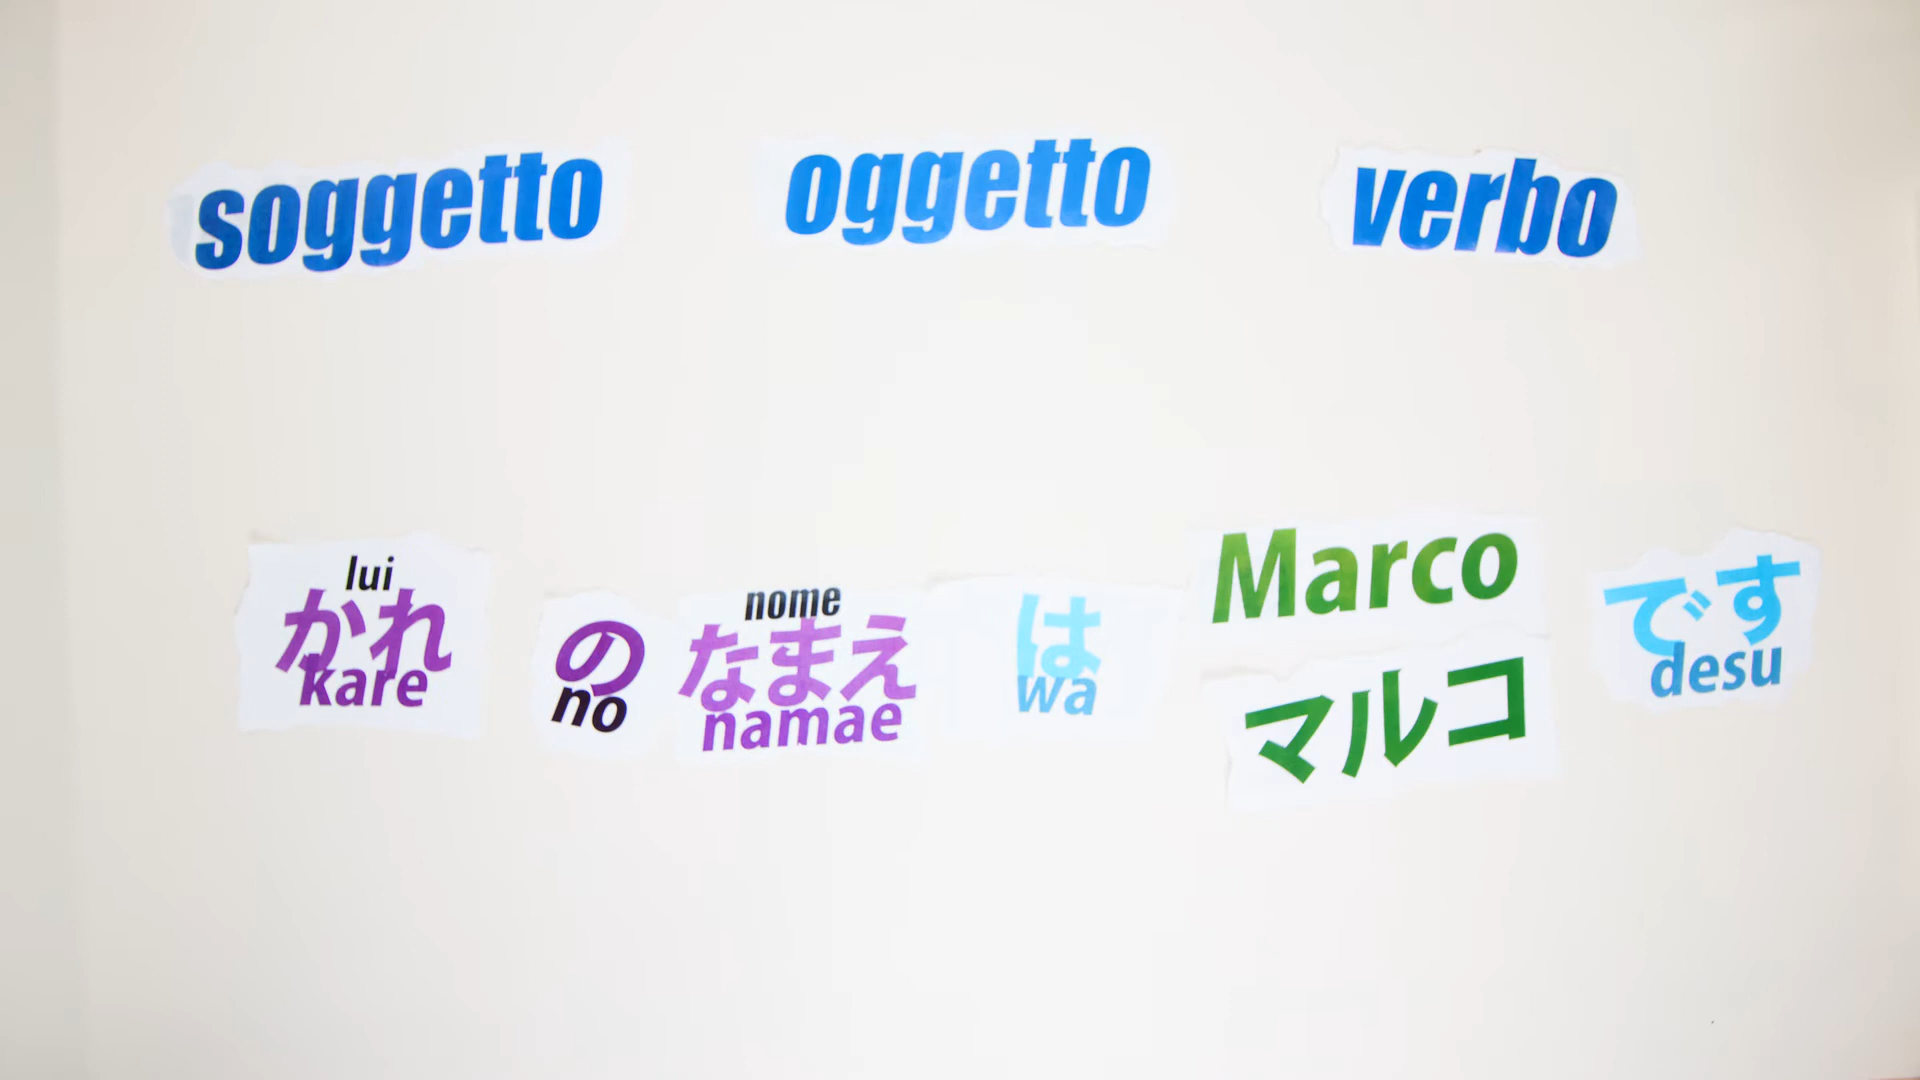 soggetto oggetto verbo
lui
かれ
kare
の
no
nome
なまえ
namae
は
wa
Marco
マルコ
です
desu